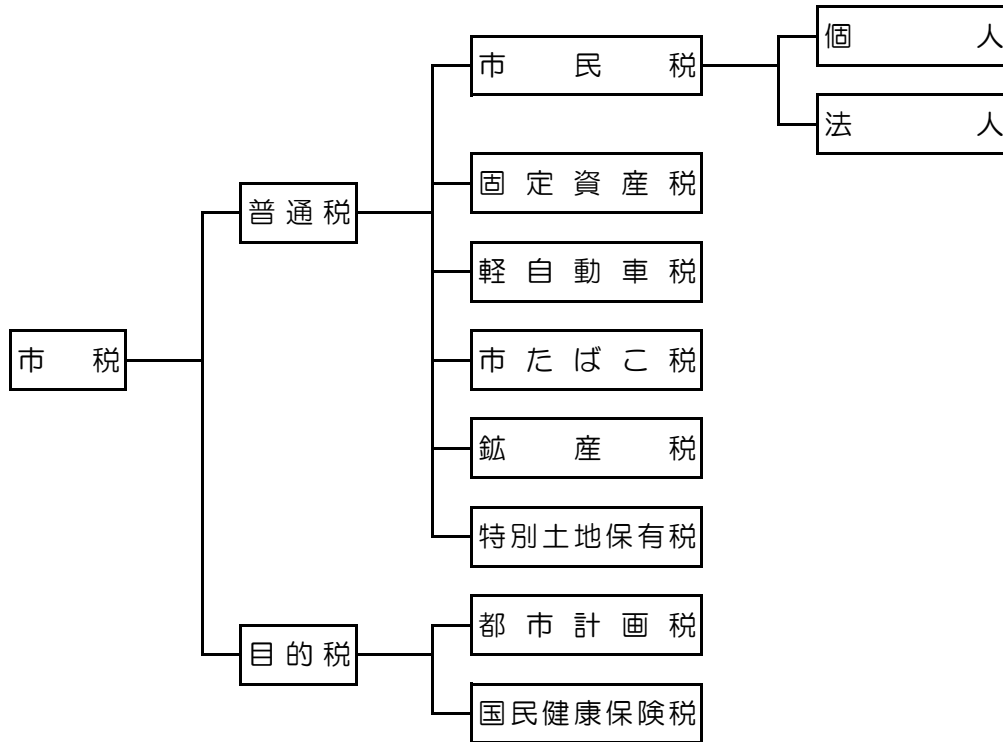 個人
市民税
法人
固定資産税
普通税
軽自動車税
市税
市たばこ税
鉱産税
特別土地保有税
都市計画税
目的税
国民健康保険税